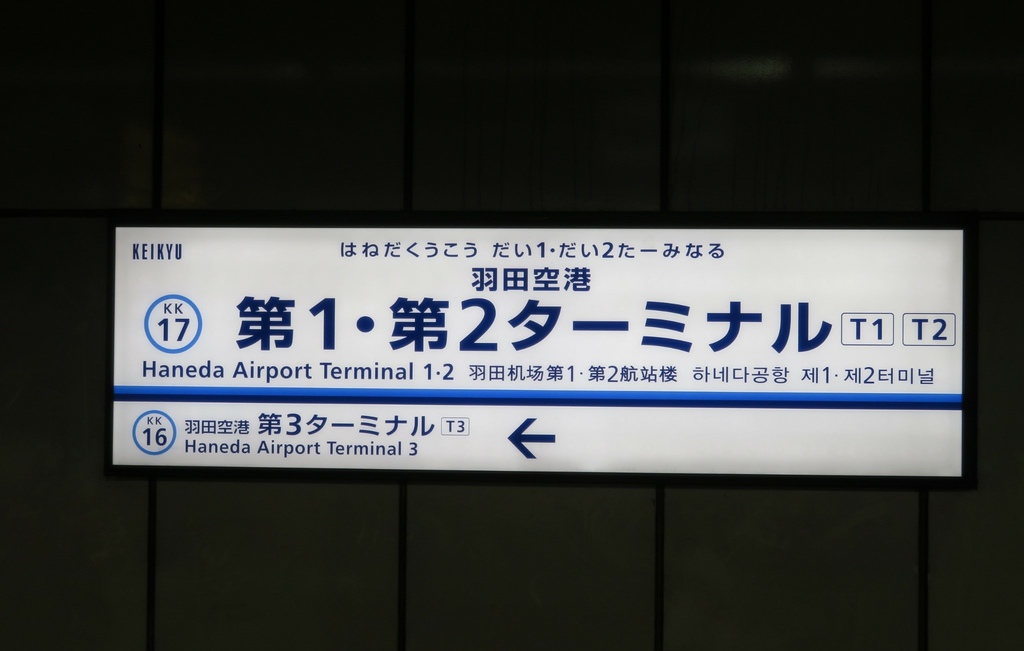 KEIKYU
はねだくうこう だい1・だい2たーみなる
羽田空港
KK
17
第1・第2ターミナル T1 T2
Haneda Airport Terminal 1·2 羽田机场第1·第2航站楼 하네다공항 제1·제2터미널
KK
16
羽田空港 第3ターミナル T3
Haneda Airport Terminal 3
←